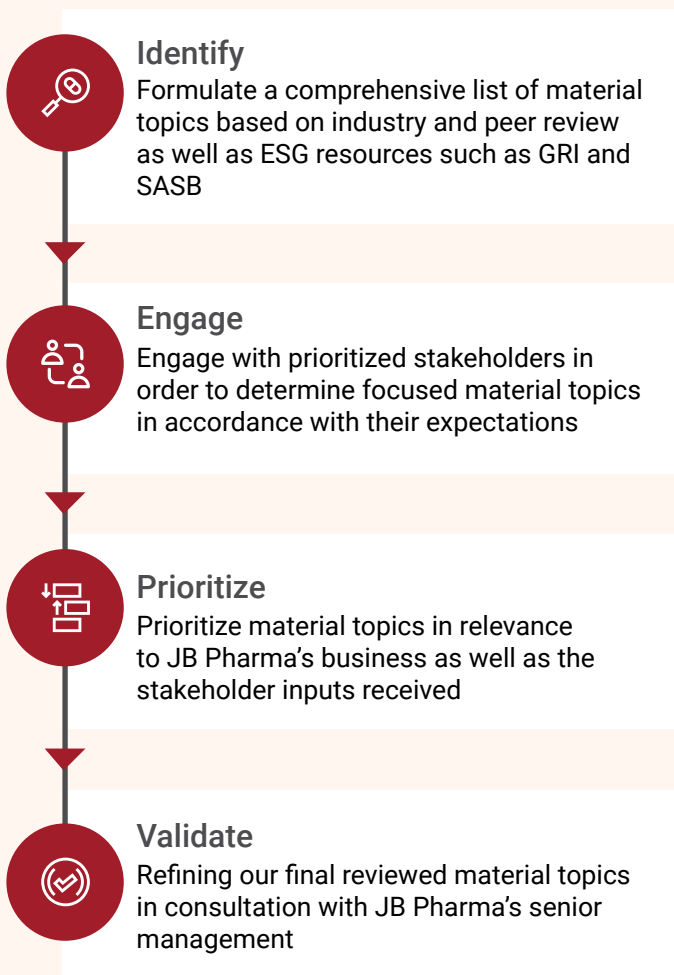 Identify
Formulate a comprehensive list of material
topics based on industry and peer review
as well as ESG resources such as GRI and
SASB
Engage
Engage with prioritized stakeholders in
order to determine focused material topics
in accordance with their expectations
Prioritize
Prioritize material topics in relevance
to JB Pharma’s business as well as the
stakeholder inputs received
Validate
Refining our final reviewed material topics
in consultation with JB Pharma’s senior
management